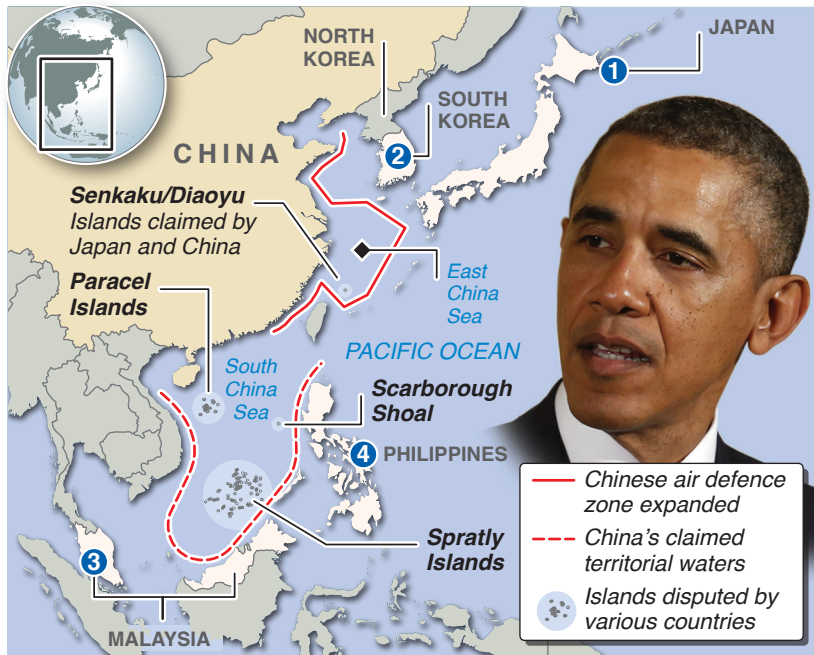 NORTH
KOREA
JAPAN
1
SOUTH
KOREA
CHINA
2
Senkaku/Diaoyu
Islands claimed by
Japan and China
Paracel
Islands
East
China
Sea
PACIFIC OCEAN
South
China
Sea
Scarborough
Shoal
4 PHILIPPINES
Chinese air defence
zone expanded
China's claimed
territorial waters
Islands disputed by
various countries
Spratly
Islands
3
MALAYSIA